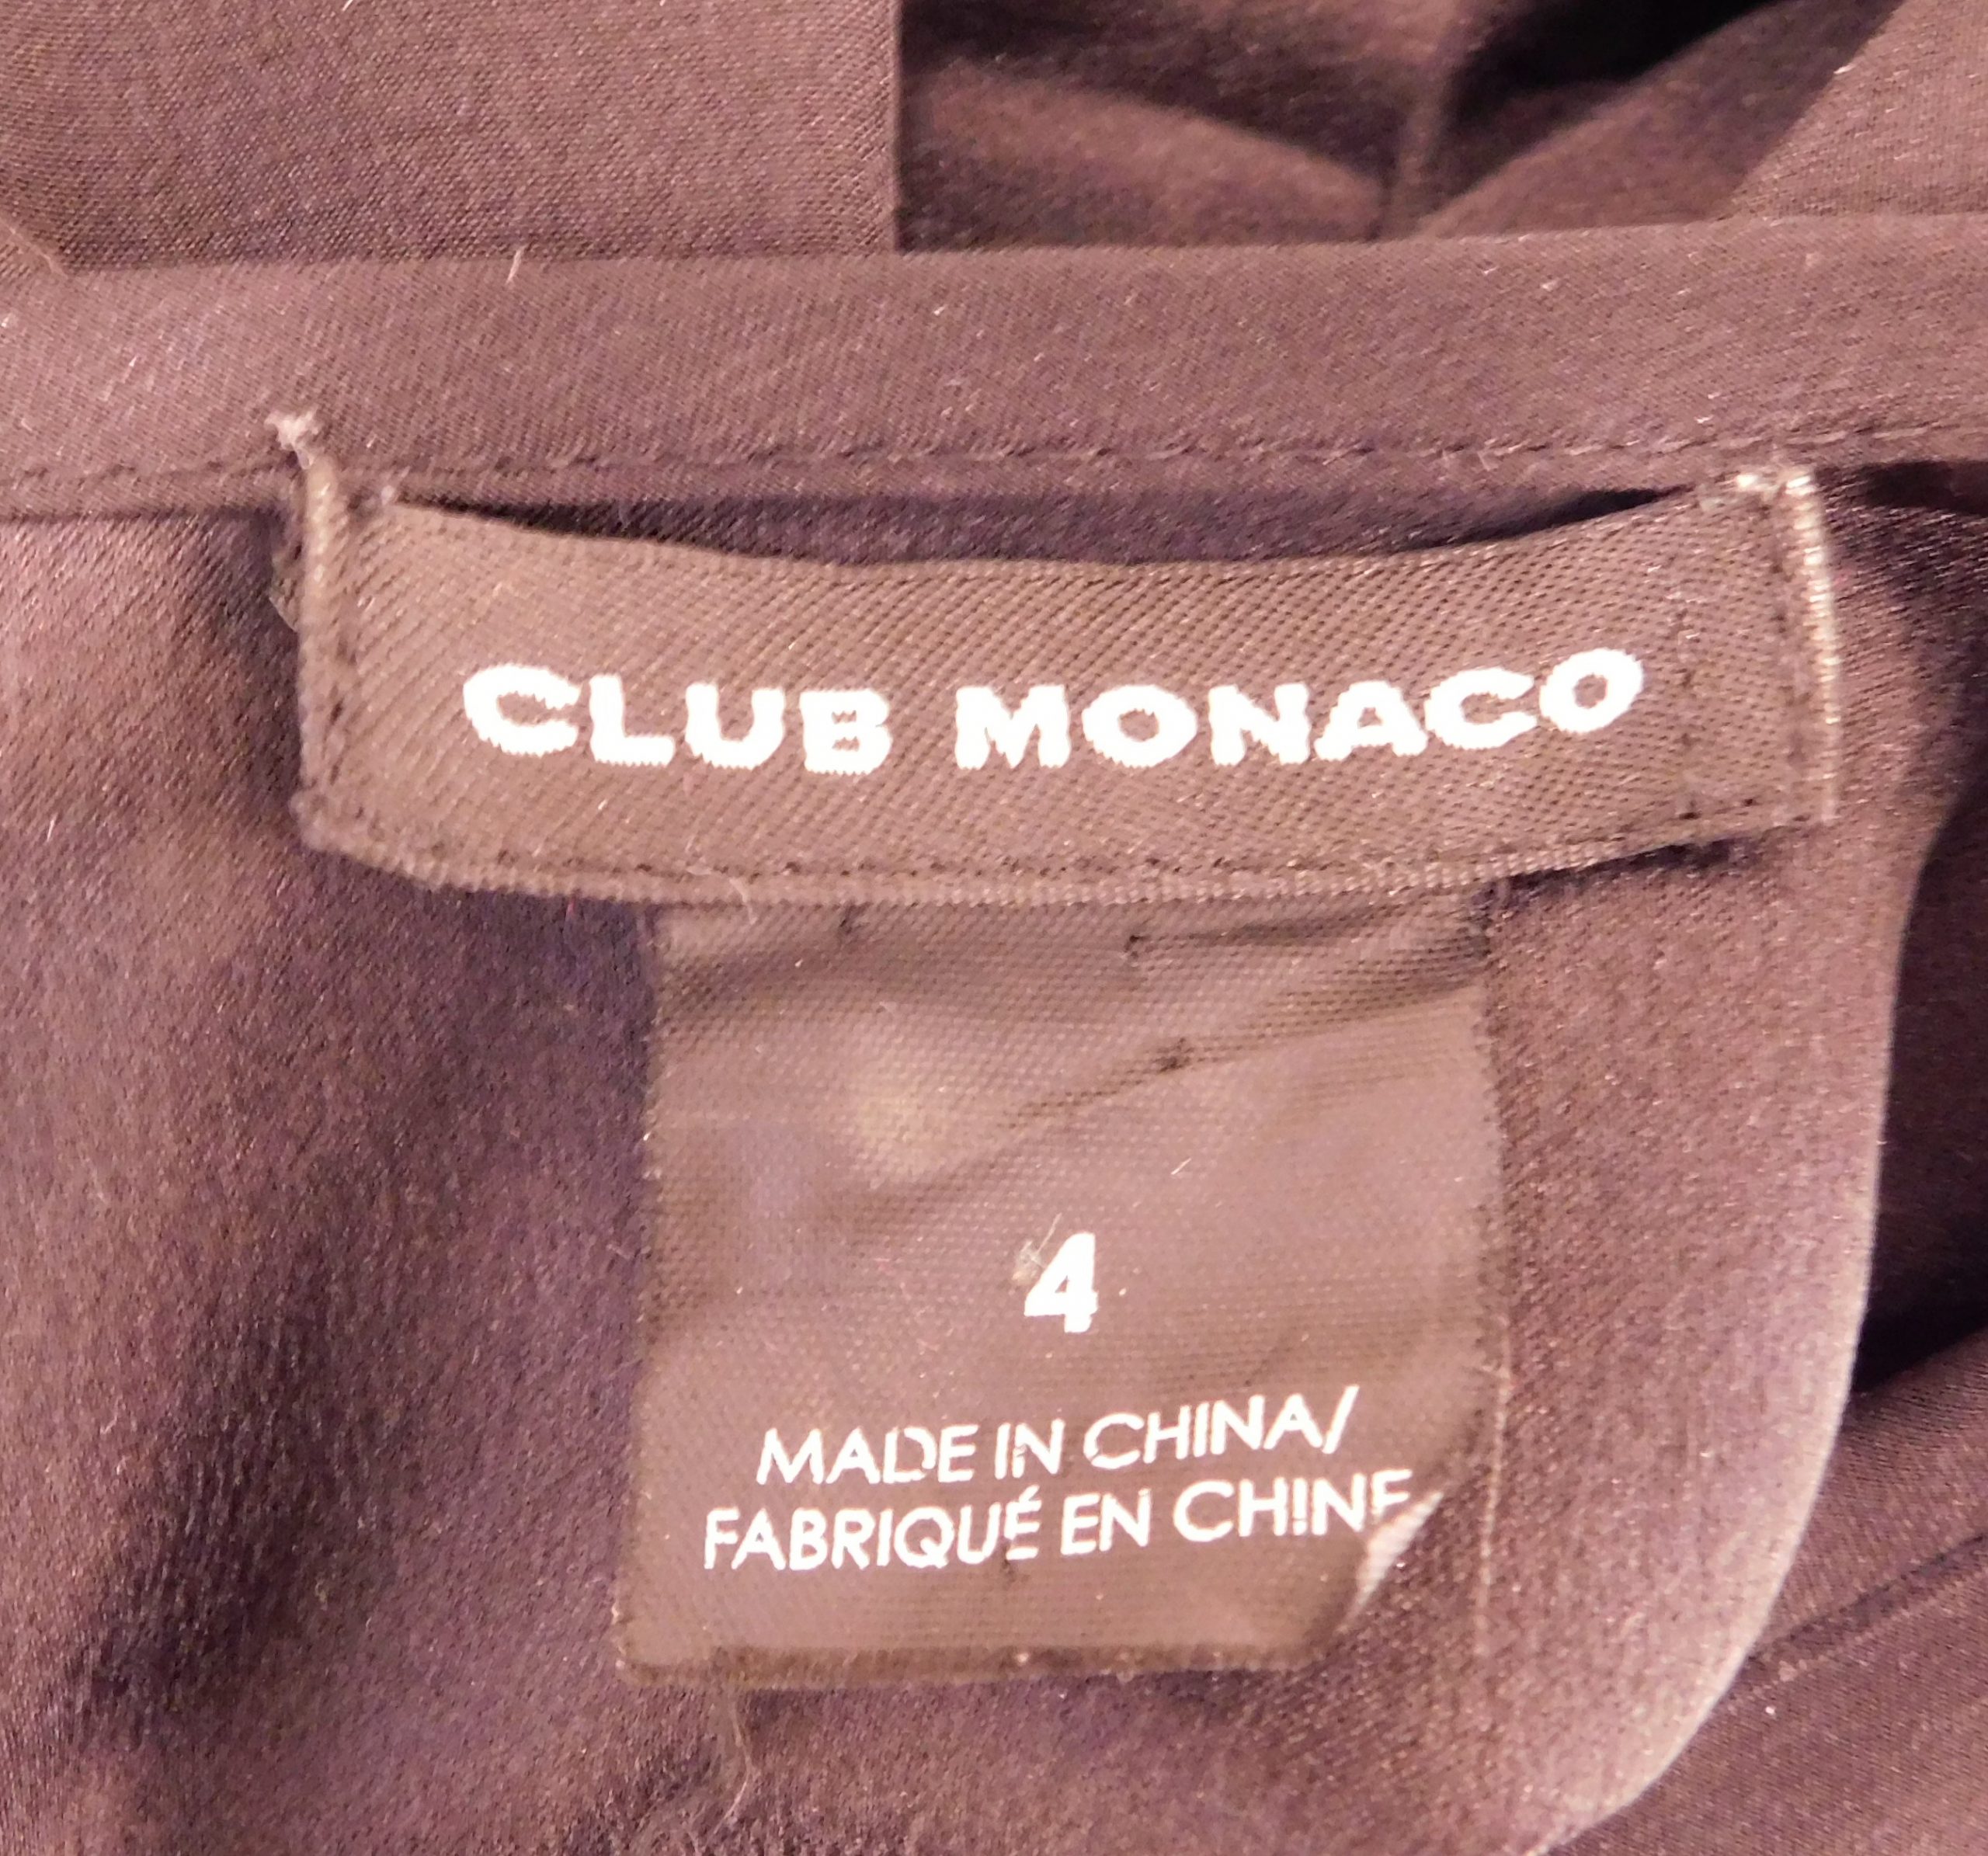 CLUB MONACO
4
MADE IN CHINA/
FABRIQUÉ EN CHINE